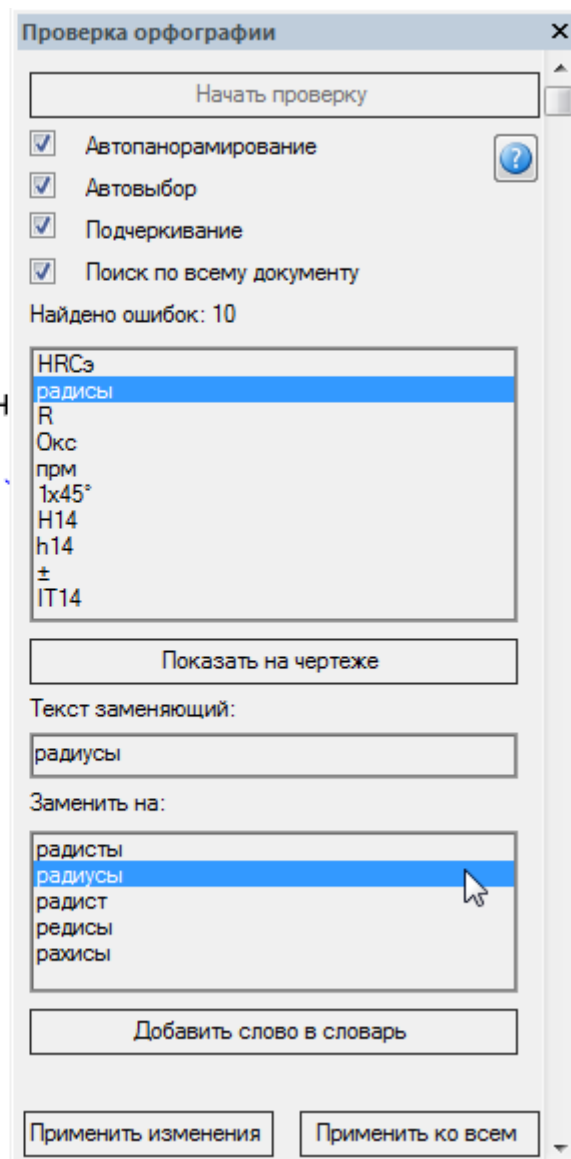 Проверка орфографии
Начать проверку
Автопанорамирование
Автовыбор
Подчеркивание
Поиск по всему документу
Найдено ошибок: 10
HRCэ
радисы
R
Окс
прм
1х45°
H14
h14
±
IT14
Показать на чертеже
Текст заменяющий:
радиусы
Заменить на:
радисты
радиусы
радист
редисы
рахисы
Добавить слово в словарь
Применить изменения Применить ко всем